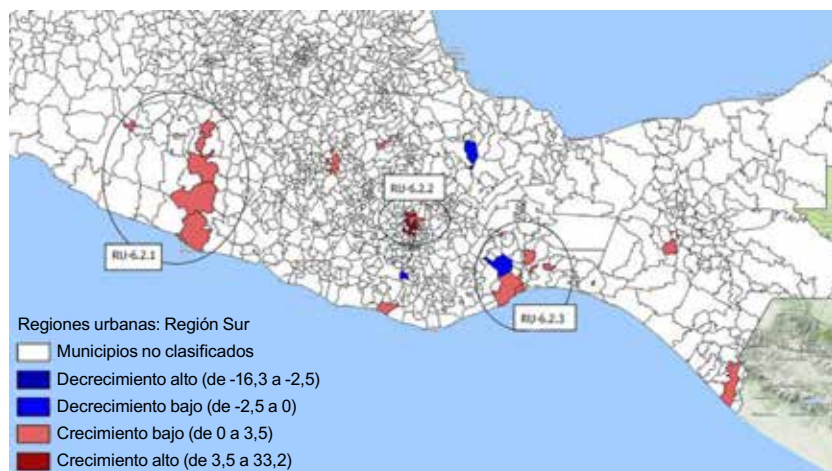 RU-6.2.2
RU-6.2.1
RU-6.2.3
Regiones urbanas: Región Sur
Municipios no clasificados
Decrecimiento alto (de -16,3 a -2,5)
Decrecimiento bajo (de -2,5 a 0)
Crecimiento bajo (de 0 a 3,5)
Crecimiento alto (de 3,5 a 33,2)